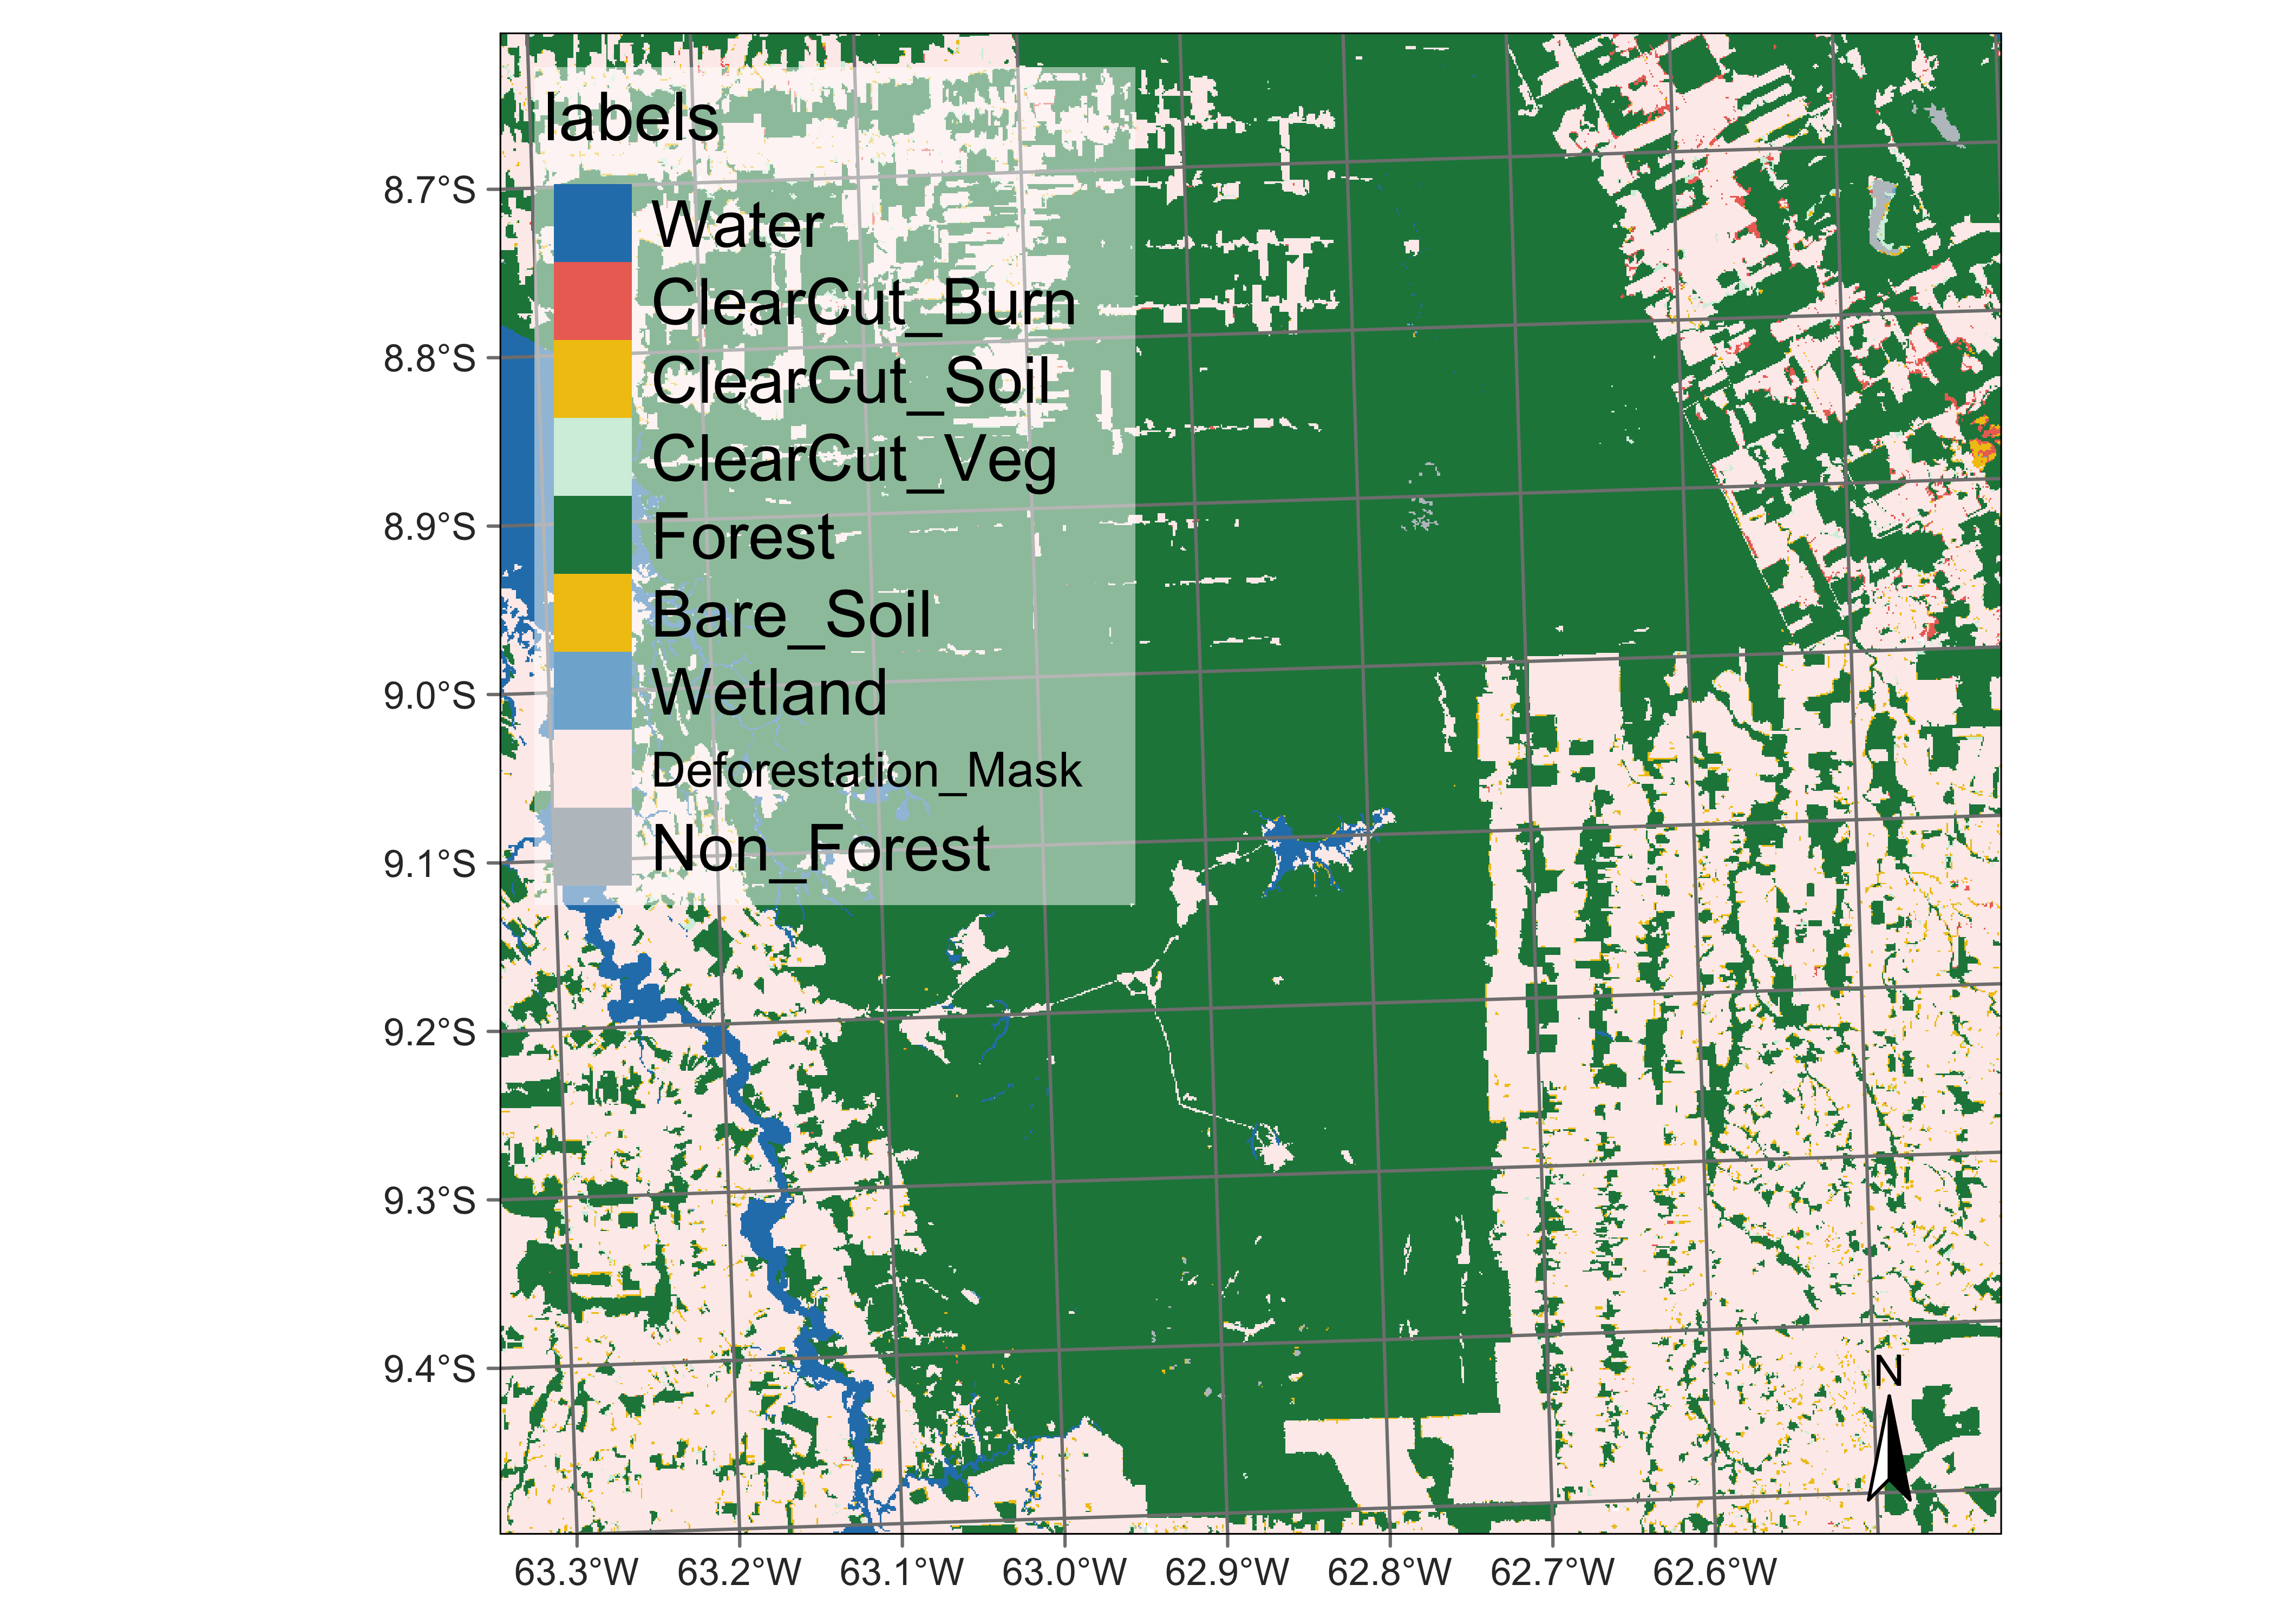 labels
Water
ClearCut_Burn
ClearCut_Soil
ClearCut_Veg
Forest
Bare_Soil
Wetland
Deforestation_Mask
Non_Forest
8.7°S
8.8°S
8.9°S
9.0°S
9.1°S
9.2°S
9.3°S
9.4°S
N
63.3°W 63.2°W 63.1°W 63.0°W 62.9°W 62.8°W 62.7°W 62.6°W